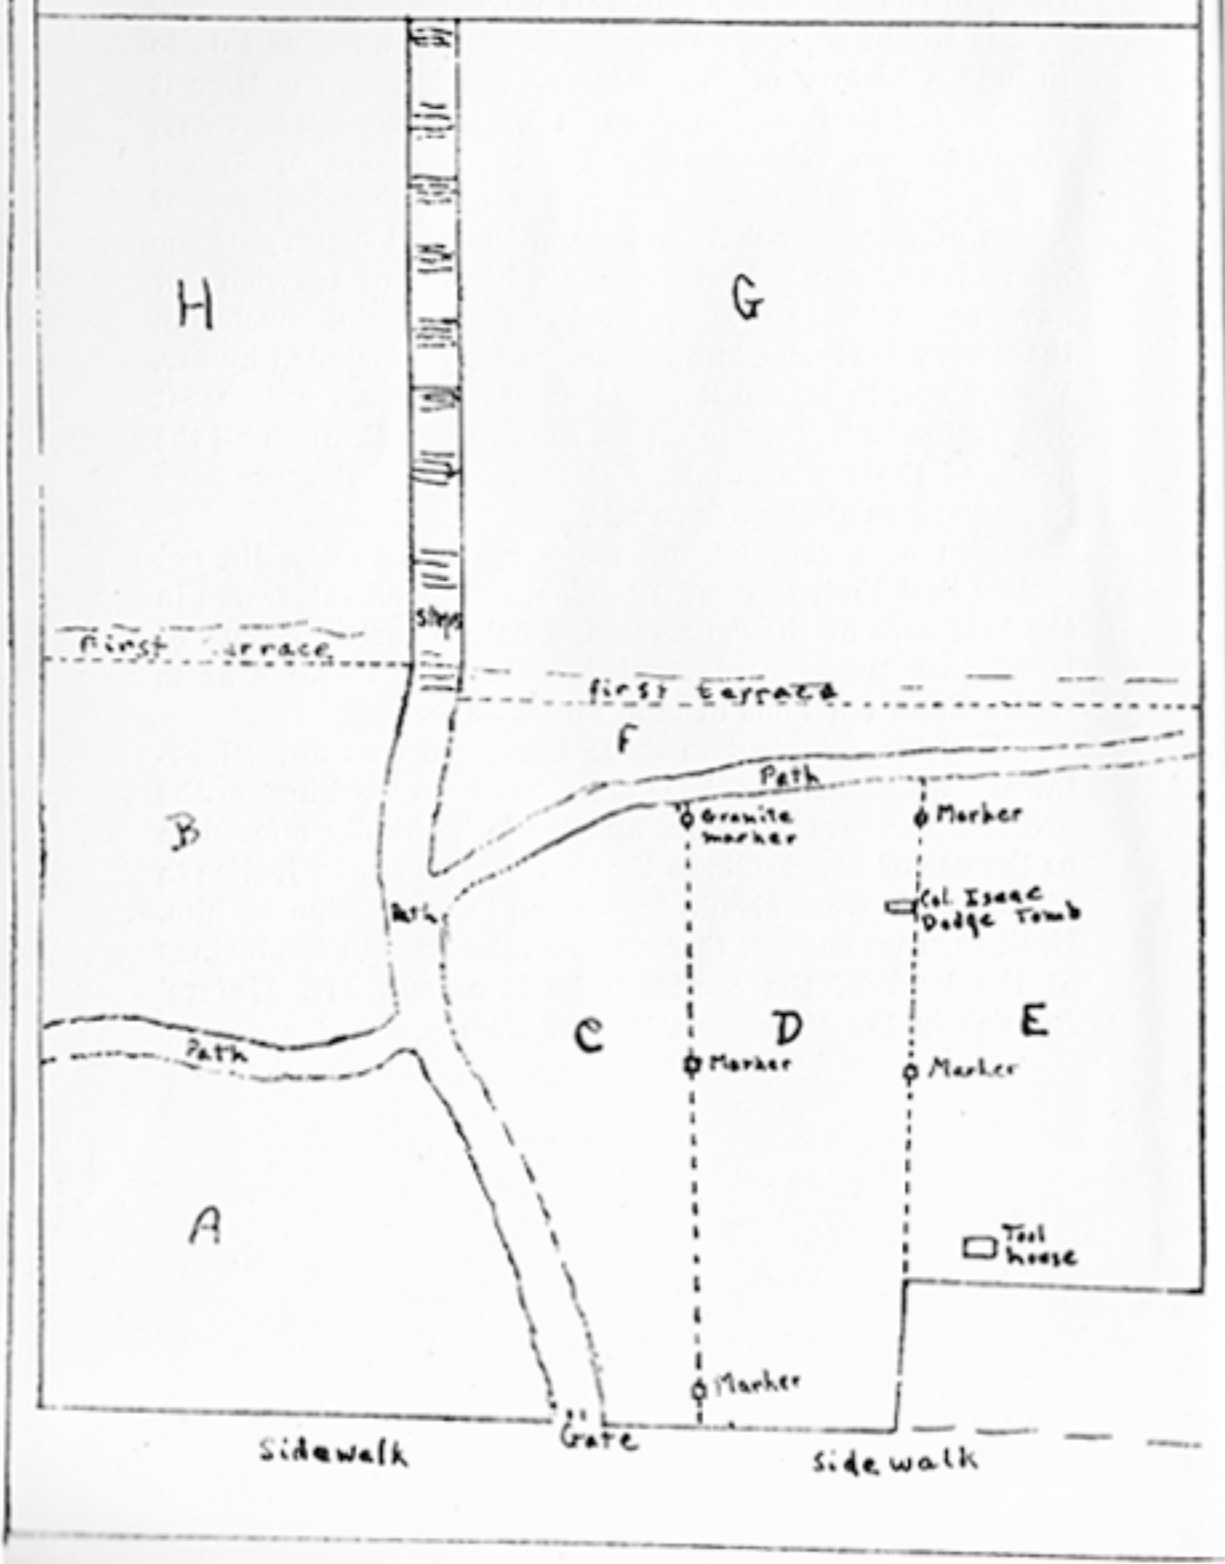 H
G
Steps
First Terrace
first terrace
F
Path
Granite
marker
Marker
B
Path
Col. Isaac
Dodge Tomb
C
D
E
Path
Marker
Marker
A
Tool
house
Marker
Gate
Sidewalk
Sidewalk